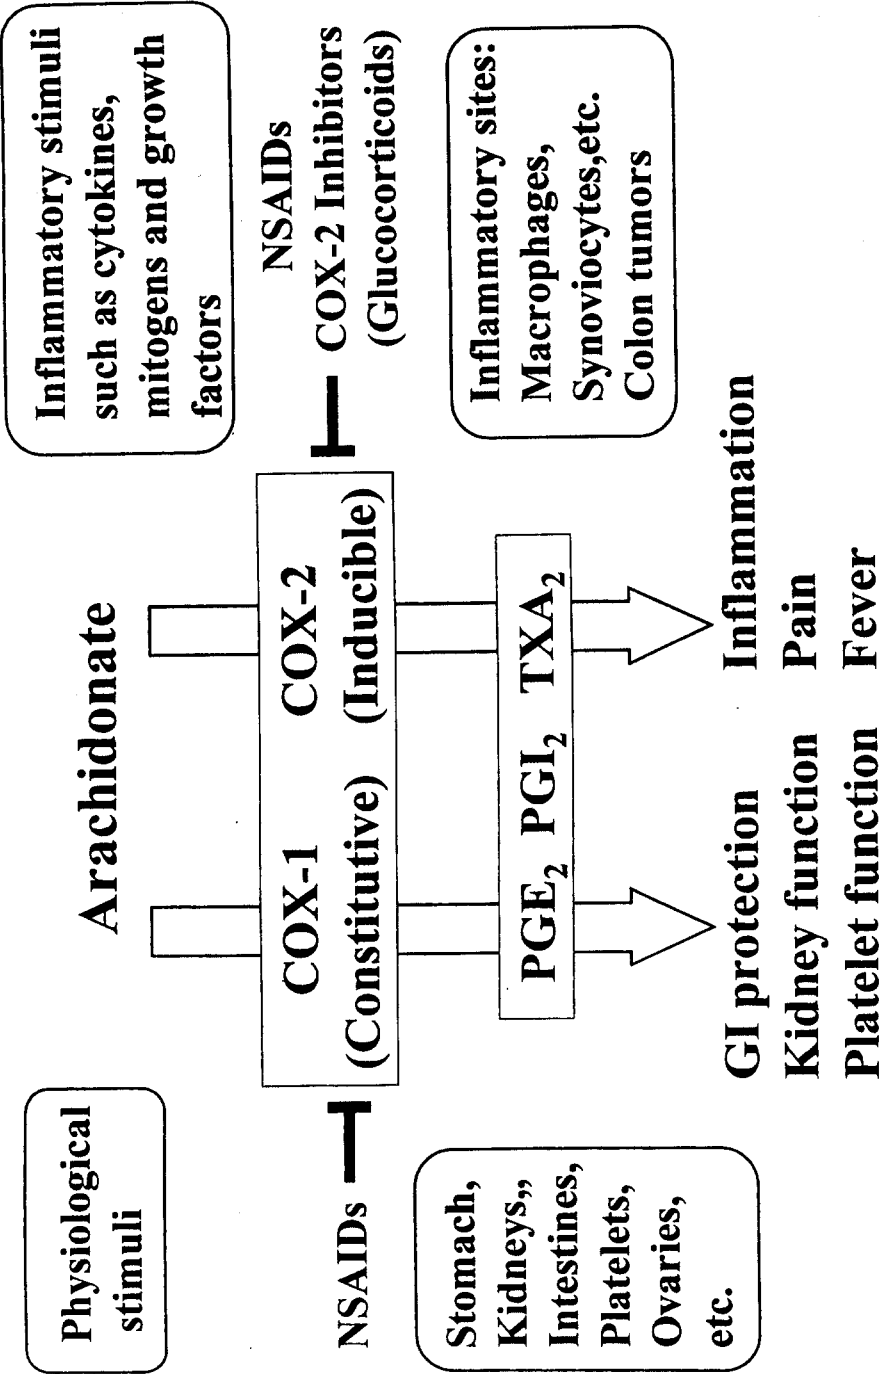 Arachidonate
Physiological
stimuli
Inflammatory stimuli
such as cytokines,
mitogens and growth
factors
NSAIDs
COX-1
(Constitutive)
COX-2
(Inducible)
NSAIDs
COX-2 Inhibitors
(Glucocorticoids)
Stomach,
Kidneys,,
Intestines,
Platelets,
Ovaries,
etc.
PGE₂ PGI₂ TXA₂
Inflammatory sites:
Macrophages,
Synoviocytes,etc.
Colon tumors
GI protection
Kidney function
Platelet function
Inflammation
Pain
Fever